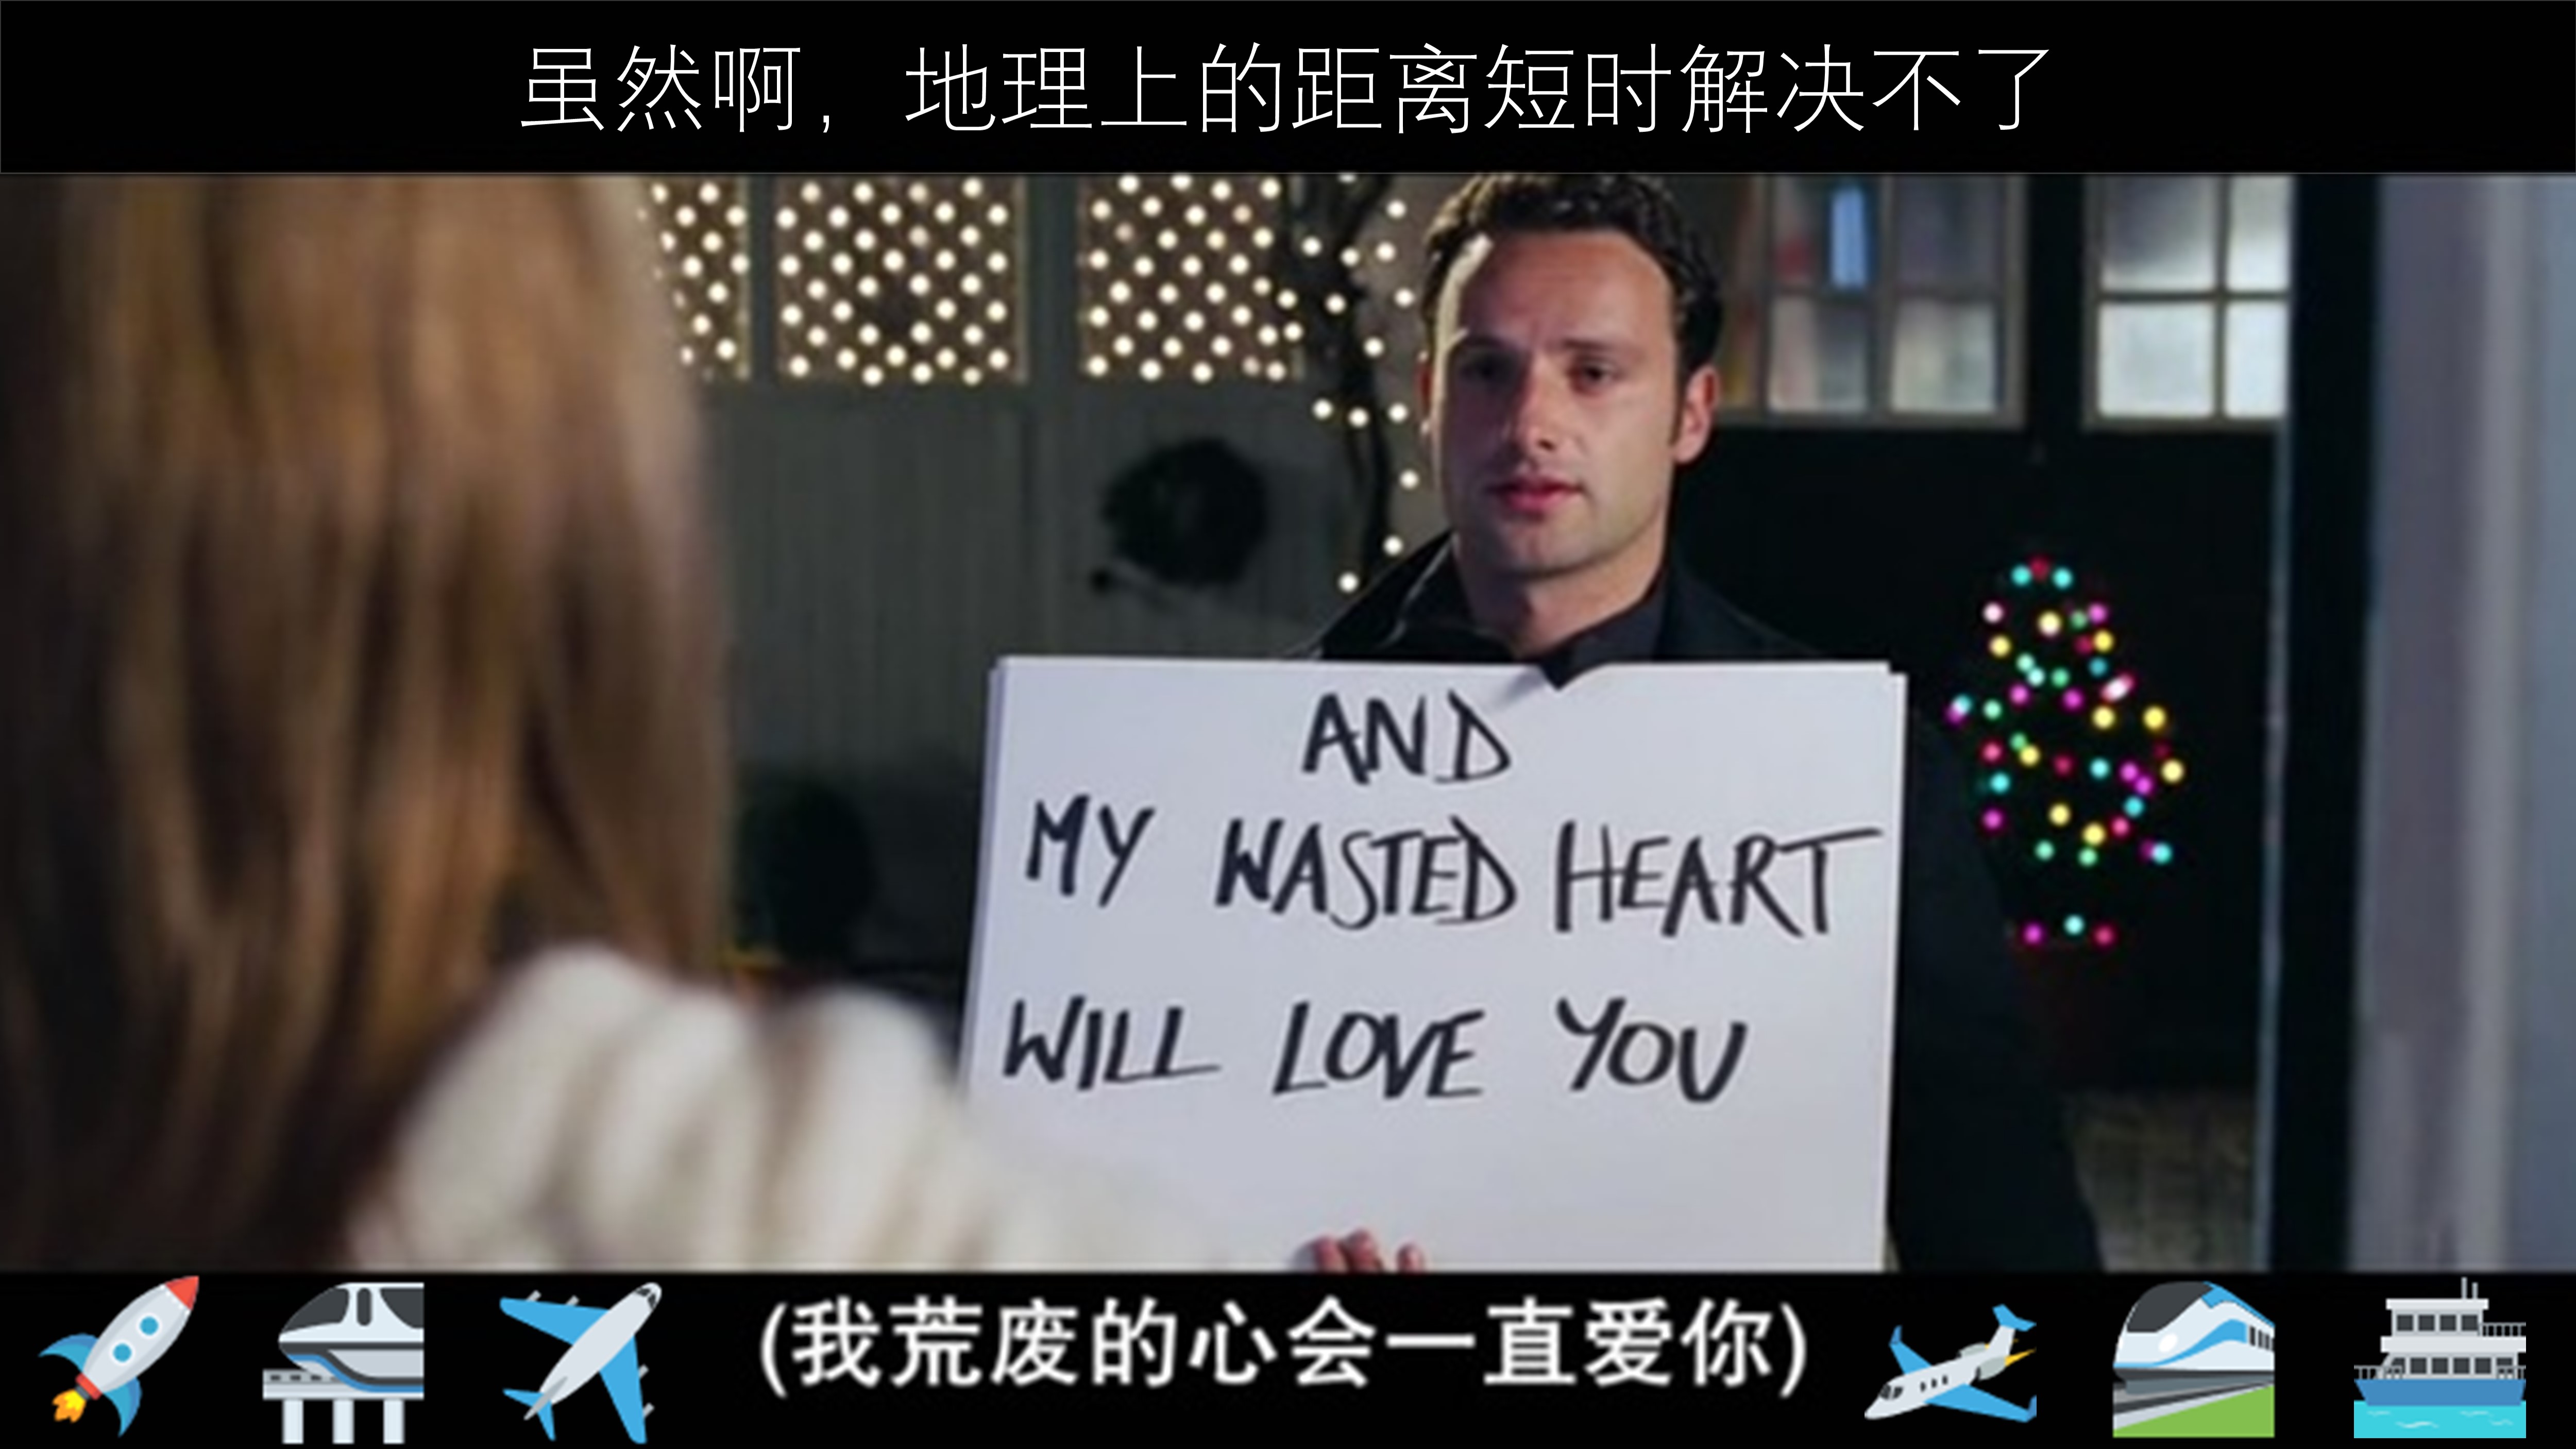 虽然啊，地理上的距离短时解决不了
AND
MY WASTED HEART
WILL LOVE YOU
(我荒废的心会一直爱你)